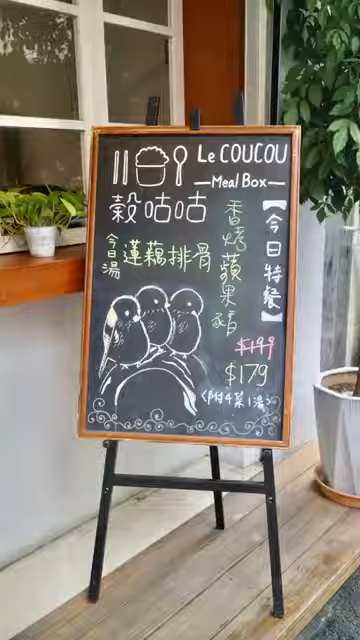 Le COUCOU
Meal Box
榖咕咕
【今日特餐】
香烤蘋果豬
$199
$179
(附4菜1湯)
今日湯
蓮藕排骨